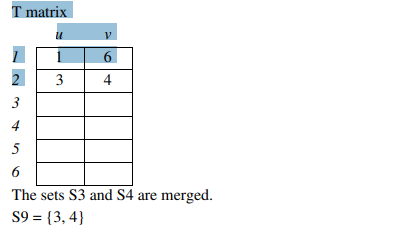 T matrix
u v
1 1 6
2 3 4
3
4
5
6
The sets S3 and S4 are merged.
S9 = {3, 4}